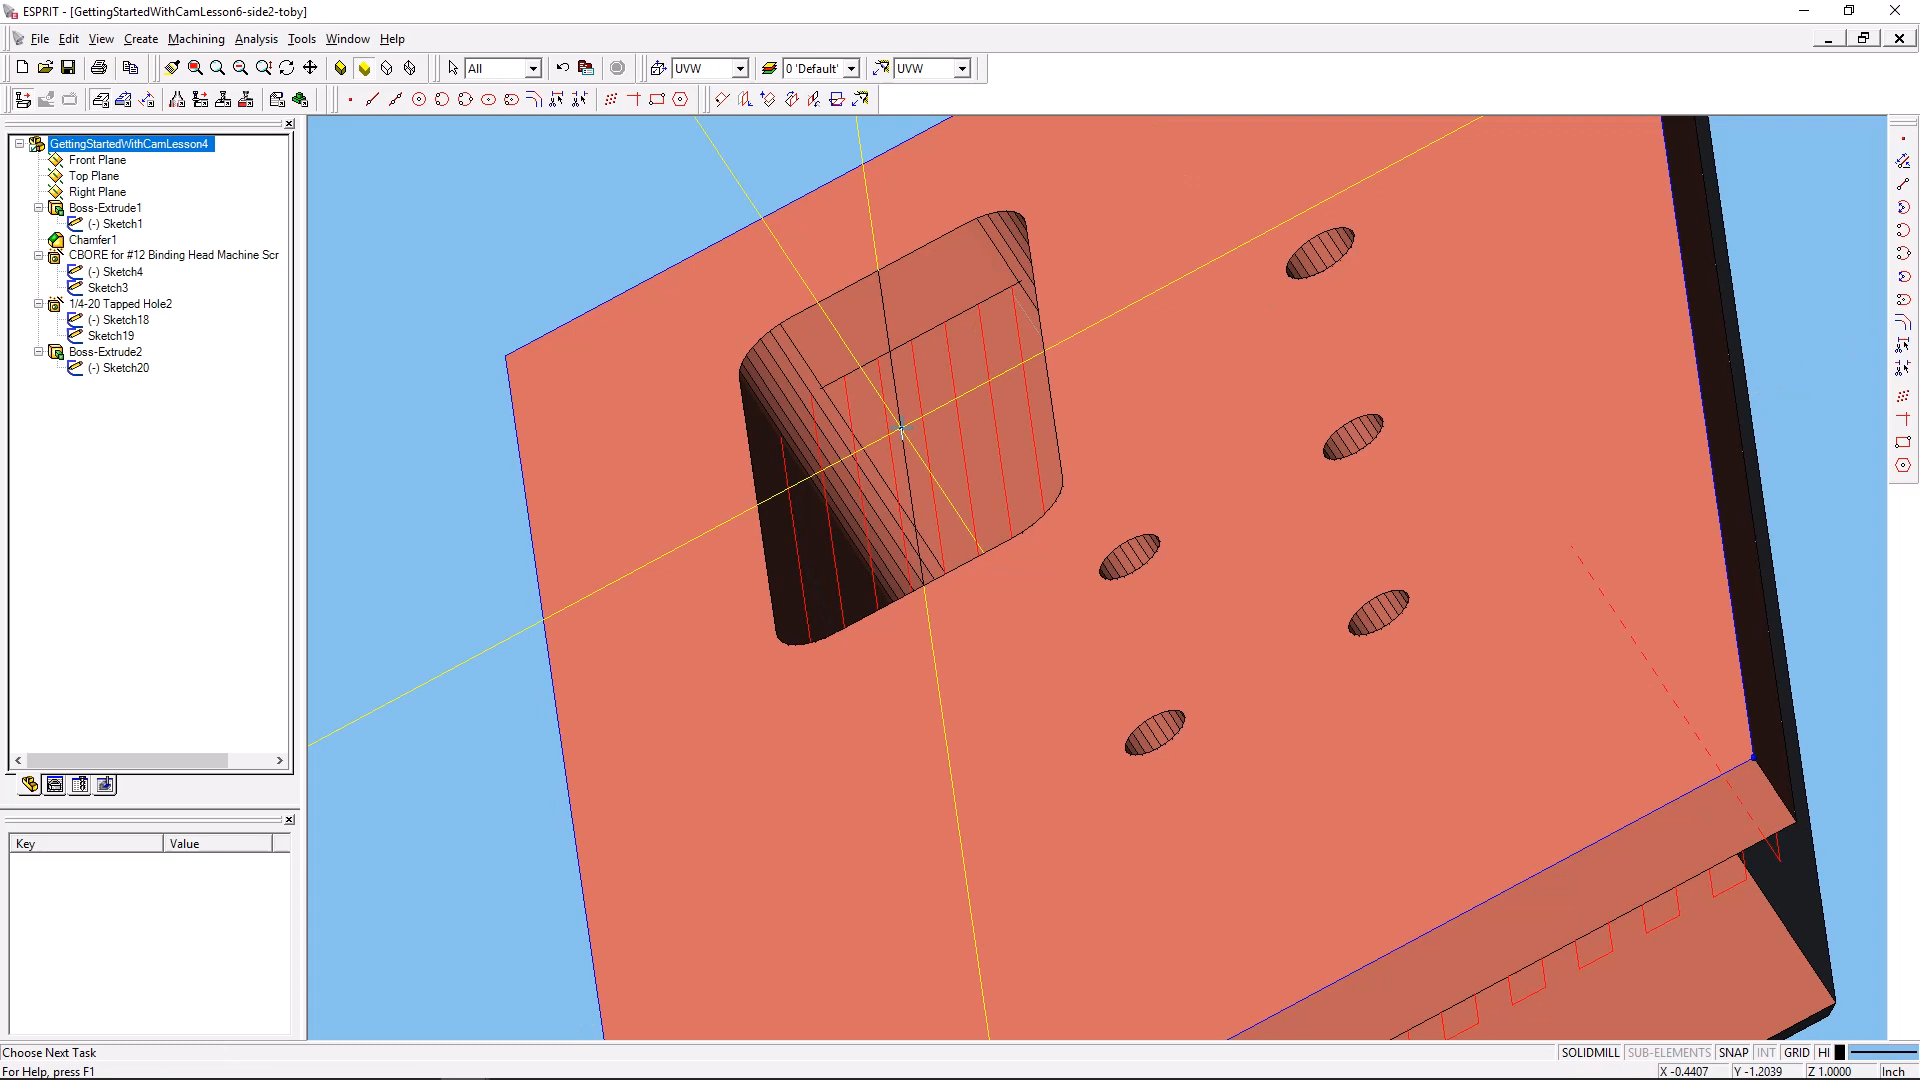 ESPRIT - [GettingStartedWithCamLesson6-side2-toby]
File Edit View Create Machining Analysis Tools Window Help
All UVW 0 'Default' UVW
GettingStartedWithCamLesson4
Front Plane
Top Plane
Right Plane
Boss-Extrude1
(-) Sketch1
Chamfer1
CBORE for #12 Binding Head Machine Scr
(-) Sketch4
Sketch3
1/4-20 Tapped Hole2
(-) Sketch18
Sketch19
Boss-Extrude2
(-) Sketch20
Key Value
Choose Next Task SOLIDMILL SUB-ELEMENTS SNAP INT GRID HI
For Help, press F1 X -0.4407 Y -1.2039 Z 1.0000 Inch